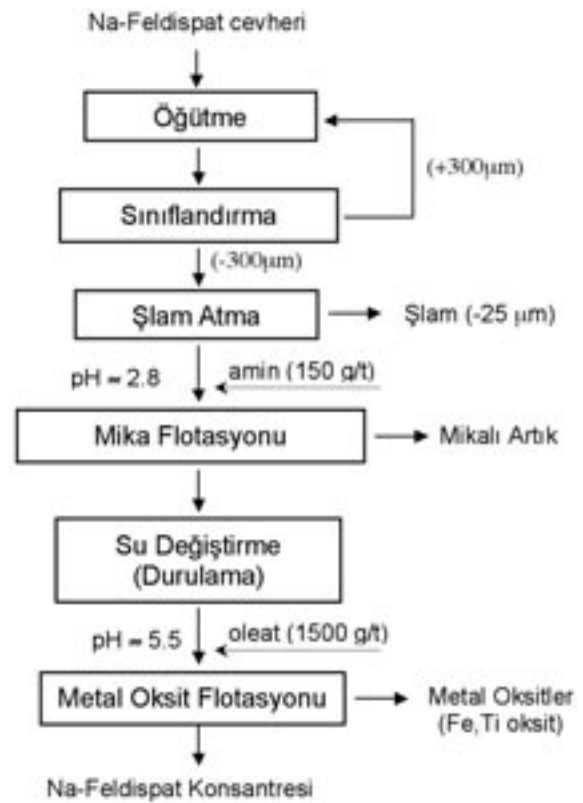 Na-Feldispat cevheri
Öğütme
(+300µm)
Sınıflandırma
(-300µm)
Şlam Atma
Şlam (-25 µm)
pH ≈ 2.8
amin (150 g/t)
Mika Flotasyonu
Mikalı Artık
Su Değiştirme
(Durulama)
pH ≈ 5.5
oleat (1500 g/t)
Metal Oksit Flotasyonu
Metal Oksitler
(Fe,Ti oksit)
Na-Feldispat Konsantresi